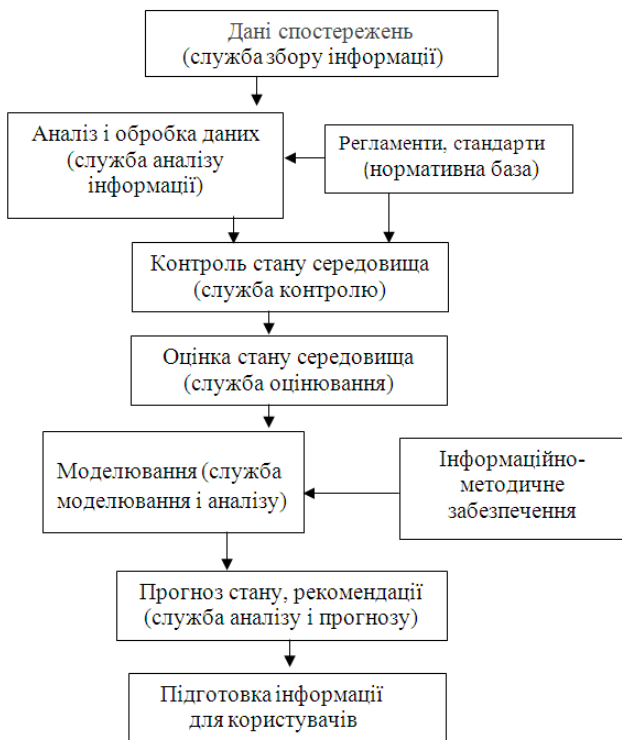 Дані спостережень
(служба збору інформації)
Аналіз і обробка даних
(служба аналізу
інформації)
Регламенти, стандарти
(нормативна база)
Контроль стану середовища
(служба контролю)
Оцінка стану середовища
(служба оцінювання)
Моделювання (служба
моделювання і аналізу)
Інформаційно-
методичне
забезпечення
Прогноз стану, рекомендації
(служба аналізу і прогнозу)
Підготовка інформації
для користувачів